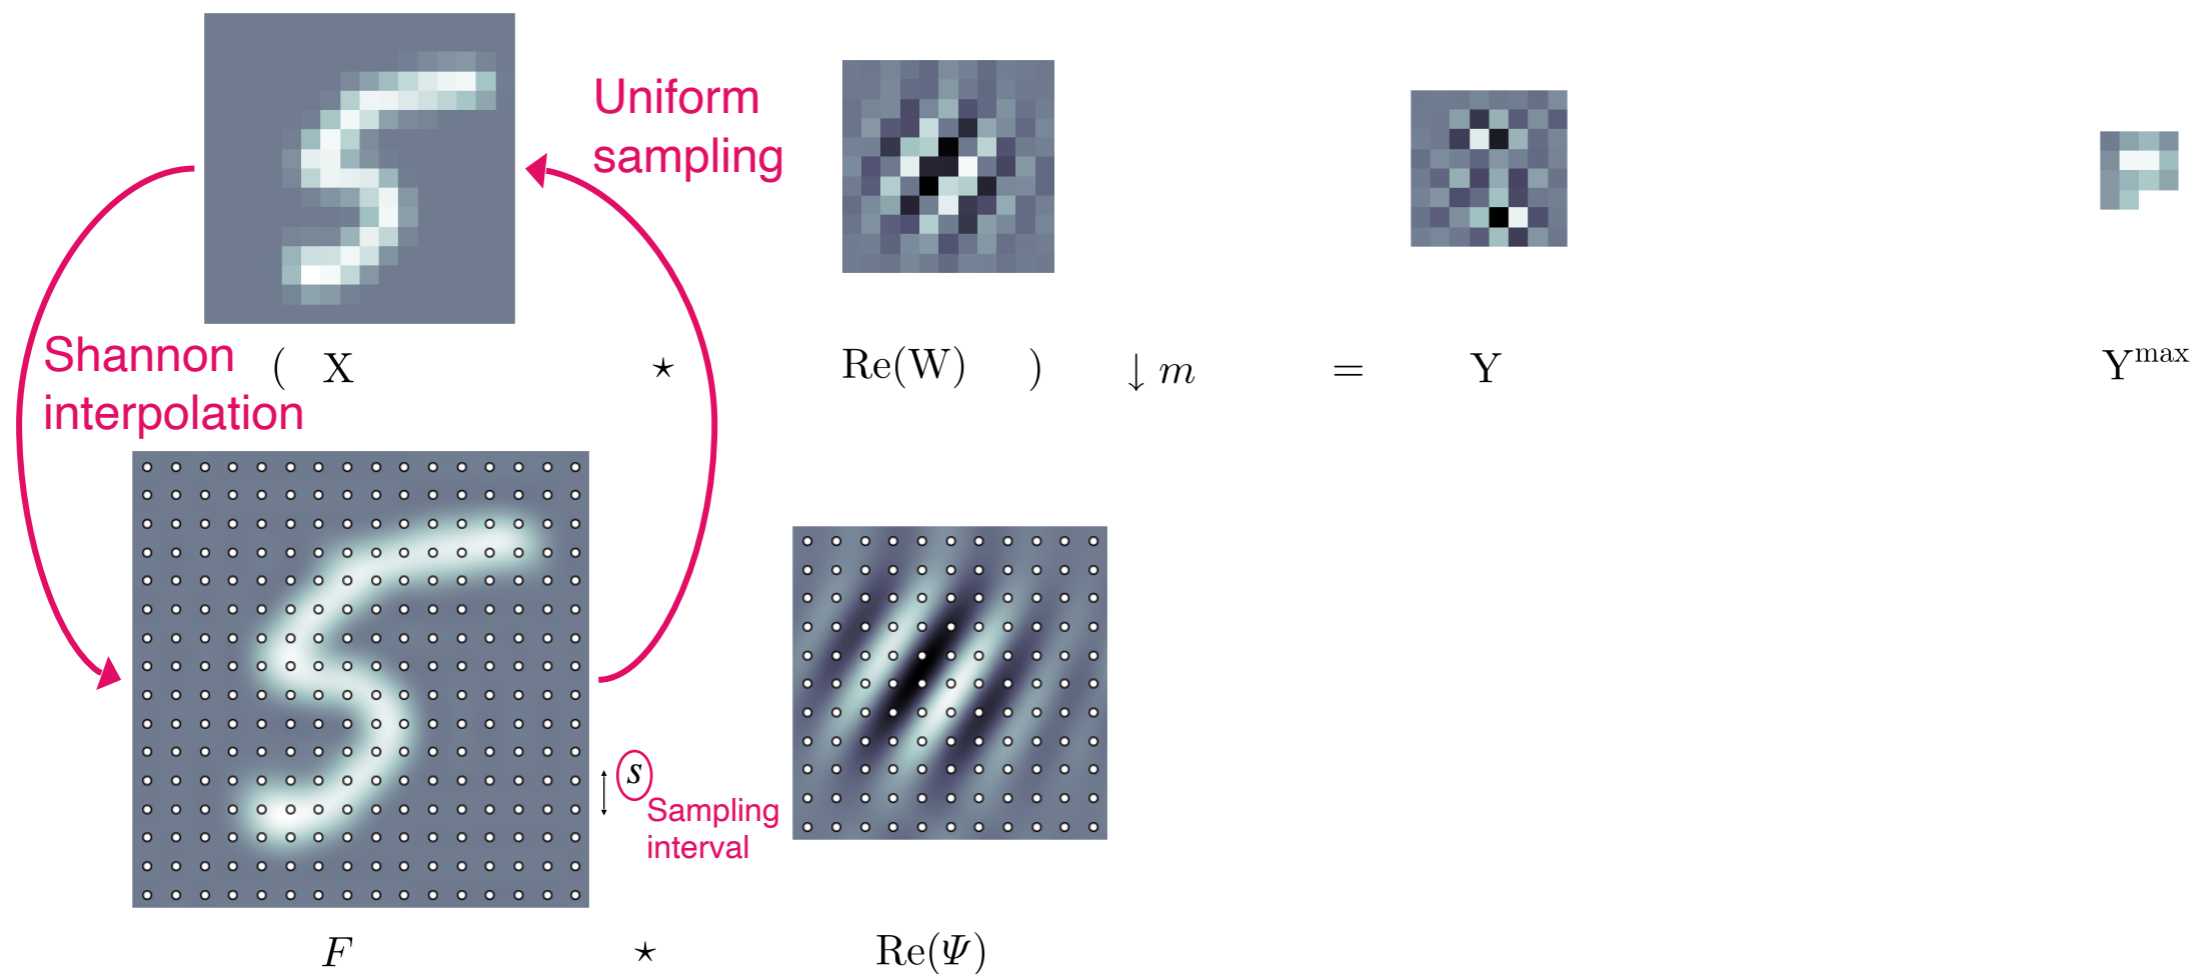 Uniform
sampling
Shannon
interpolation
( X ⋆ Re(W) ) ↓ m = Y Y^max
s
Sampling
interval
F ⋆ Re(Ψ)